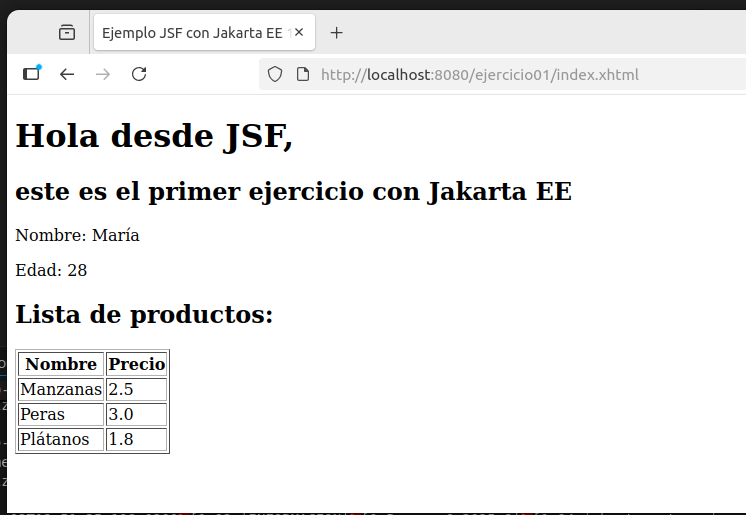 Ejemplo JSF con Jakarta EE
http://localhost:8080/ejercicio01/index.xhtml
Hola desde JSF,
este es el primer ejercicio con Jakarta EE
Nombre: María
Edad: 28
Lista de productos:
Nombre Precio
Manzanas 2.5
Peras 3.0
Plátanos 1.8